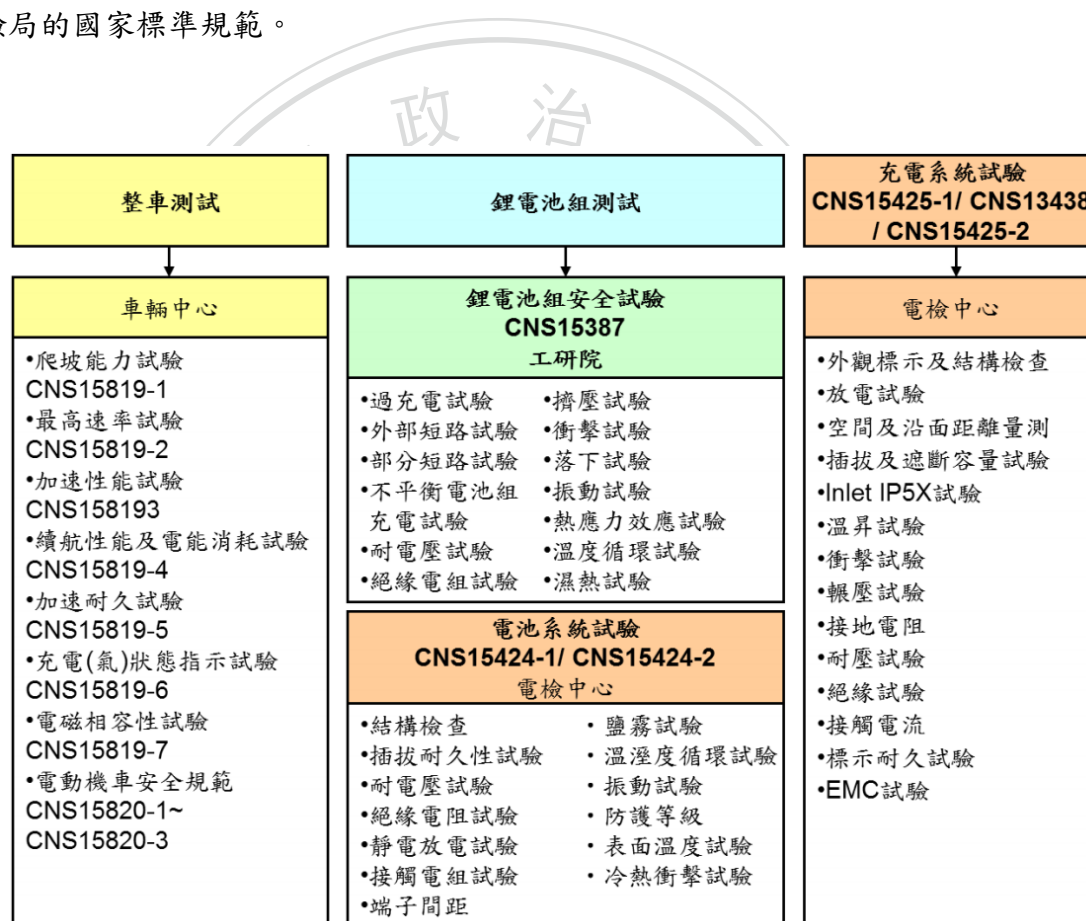 檢局的國家標準規範。
政治
整車測試
車輛中心
•爬坡能力試驗
CNS15819-1
•最高速率試驗
CNS15819-2
•加速性能試驗
CNS158193
•續航性能及電能消耗試驗
CNS15819-4
•加速耐久試驗
CNS15819-5
•充電(氣)狀態指示試驗
CNS15819-6
•電磁相容性試驗
CNS15819-7
•電動機車安全規範
CNS15820-1~
CNS15820-3
鋰電池組測試
鋰電池組安全試驗
CNS15387
工研院
•過充電試驗
•外部短路試驗
•部分短路試驗
•不平衡電池組
充電試驗
•耐電壓試驗
•絕緣電組試驗
•擠壓試驗
•衝擊試驗
•落下試驗
•振動試驗
•熱應力效應試驗
•溫度循環試驗
•濕熱試驗
電池系統試驗
CNS15424-1/ CNS15424-2
電檢中心
•結構檢查
•插拔耐久性試驗
•耐電壓試驗
•絕緣電阻試驗
•靜電放電試驗
•接觸電組試驗
•端子間距
・鹽霧試驗
・溫溼度循環試驗
・振動試驗
・防護等級
・表面溫度試驗
・冷熱衝擊試驗
充電系統試驗
CNS15425-1/ CNS13438
/ CNS15425-2
電檢中心
•外觀標示及結構檢查
•放電試驗
•空間及沿面距離量測
•插拔及遮斷容量試驗
•Inlet IP5X試驗
•溫昇試驗
•衝擊試驗
•輾壓試驗
•接地電阻
•耐壓試驗
•絕緣試驗
•接觸電流
•標示耐久試驗
•EMC試驗